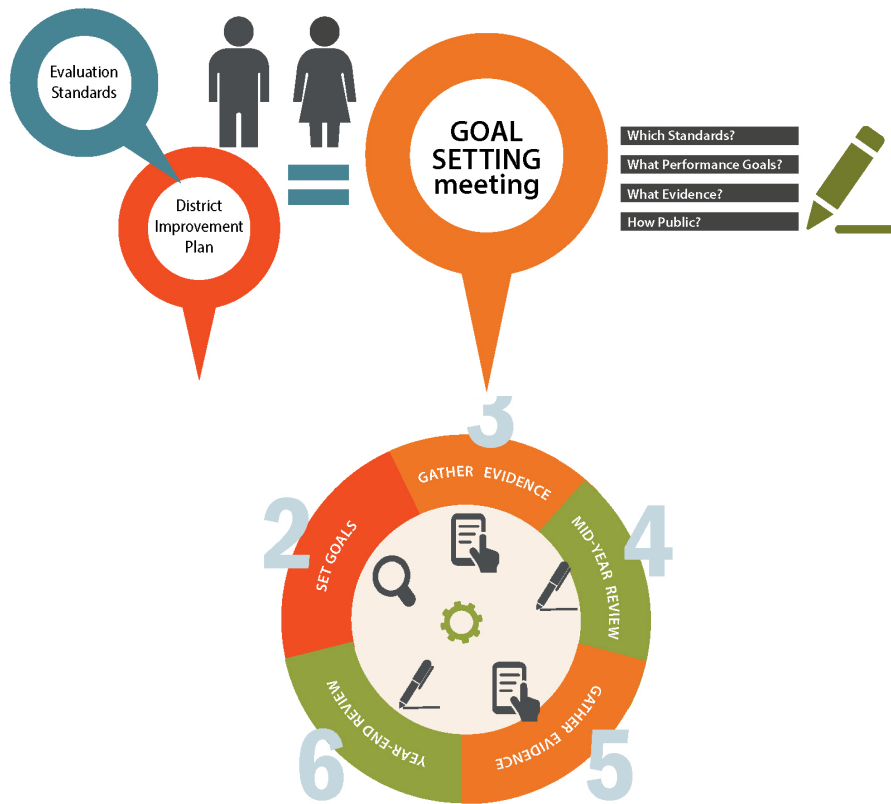 Evaluation
Standards
District
Improvement
Plan
GOAL
SETTING
meeting
Which Standards?
What Performance Goals?
What Evidence?
How Public?
2
SET GOALS
3
GATHER EVIDENCE
4
MID-YEAR REVIEW
5
GATHER EVIDENCE
6
YEAR-END REVIEW